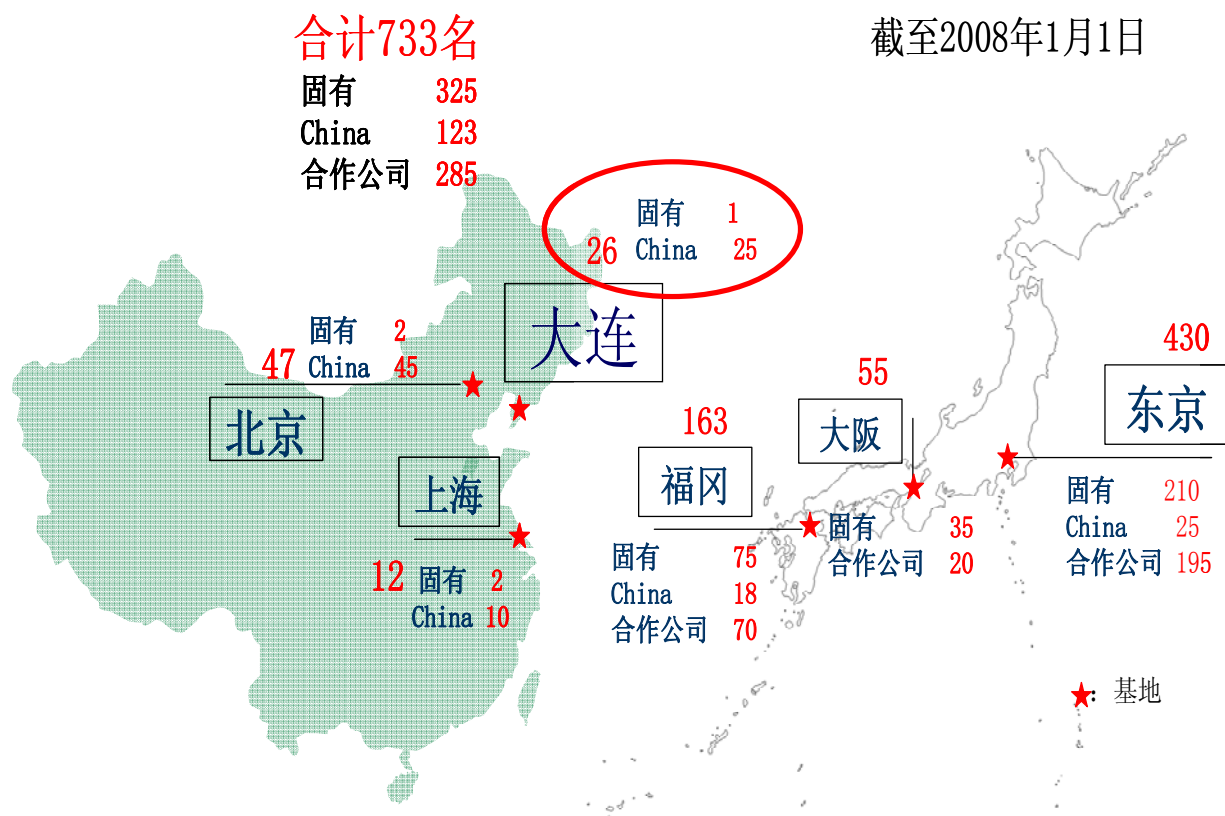 合计733名
截至2008年1月1日
固有 325
China 123
合作公司 285
固有 1
26 China 25
大连
固有 2
47 China 45
北京
上海
12 固有 2
China 10
163
福冈
固有 75
China 18
合作公司 70
55
大阪
固有 35
合作公司 20
430
东京
固有 210
China 25
合作公司 195
: 基地